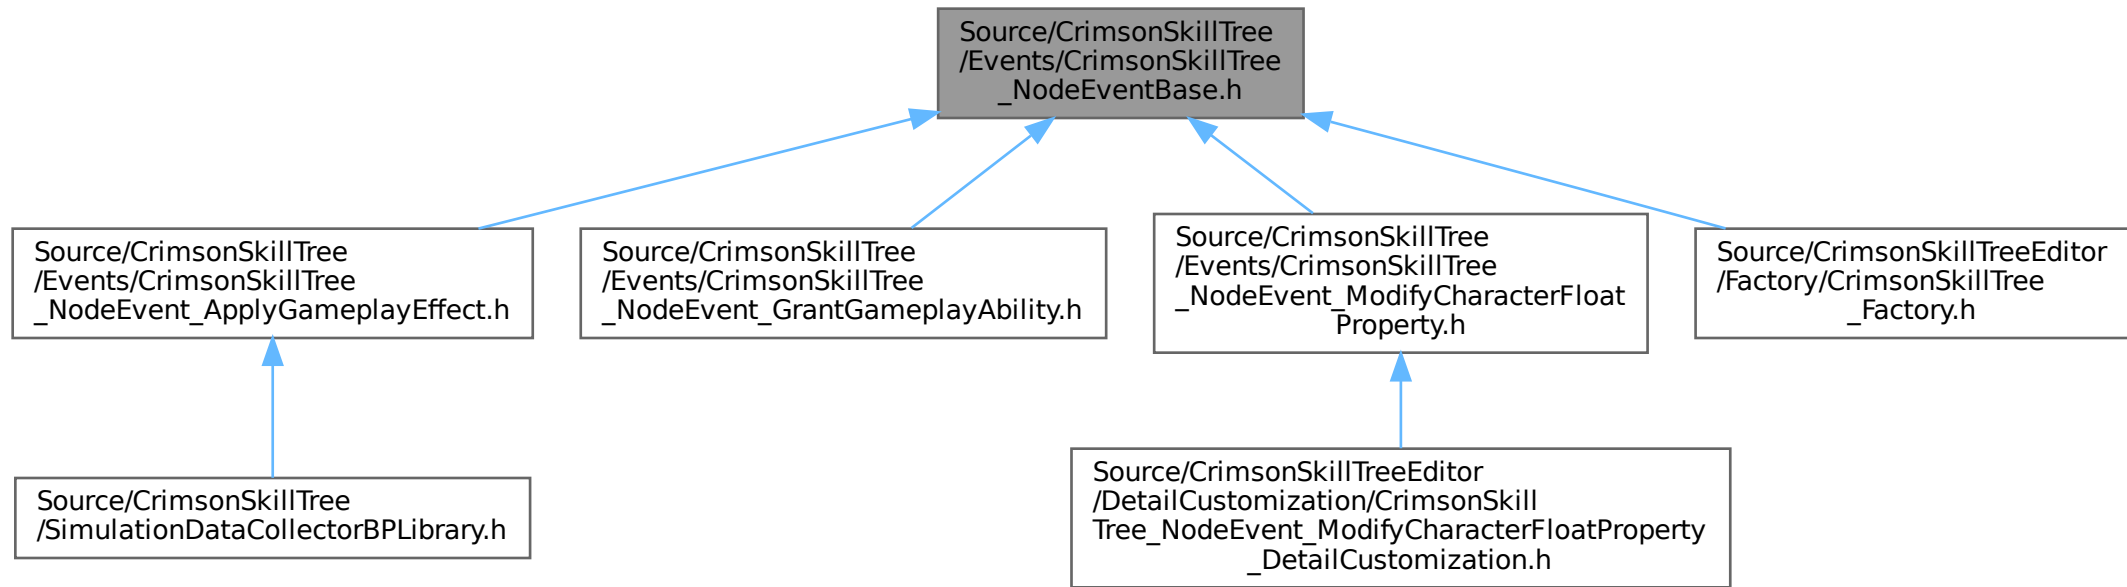 Source/CrimsonSkillTree
/Events/CrimsonSkillTree
_NodeEventBase.h
Source/CrimsonSkillTree
/Events/CrimsonSkillTree
_NodeEvent_ApplyGameplayEffect.h
Source/CrimsonSkillTree
/Events/CrimsonSkillTree
_NodeEvent_GrantGameplayAbility.h
Source/CrimsonSkillTree
/Events/CrimsonSkillTree
_NodeEvent_ModifyCharacterFloat
Property.h
Source/CrimsonSkillTreeEditor
/Factory/CrimsonSkillTree
_Factory.h
Source/CrimsonSkillTree
/SimulationDataCollectorBPLibrary.h
Source/CrimsonSkillTreeEditor
/DetailCustomization/CrimsonSkill
Tree_NodeEvent_ModifyCharacterFloatProperty
_DetailCustomization.h